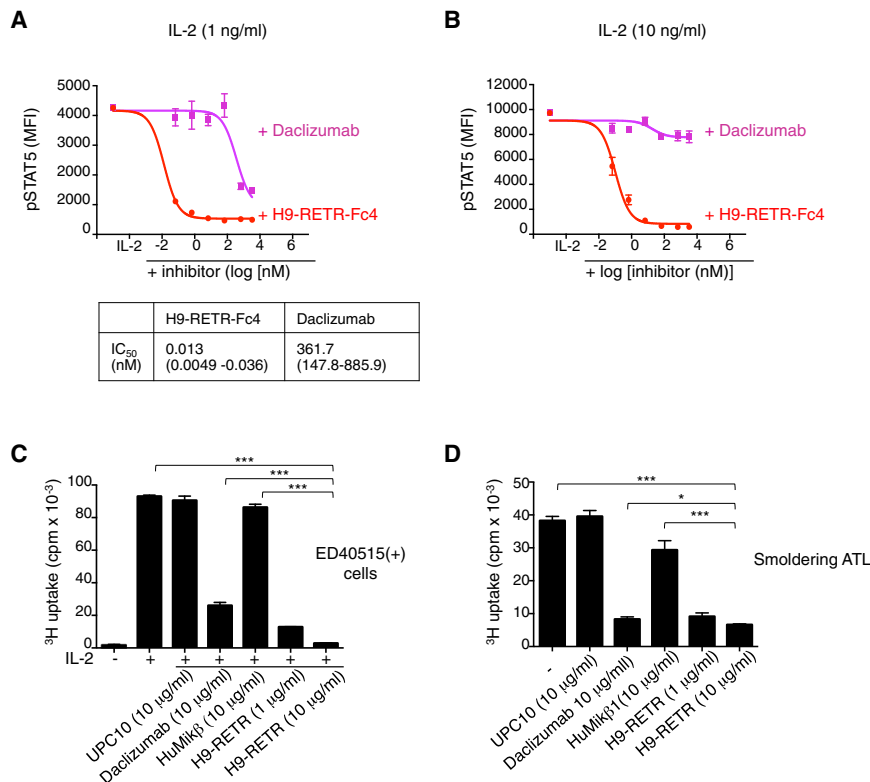 A
IL-2 (1 ng/ml)
pSTAT5 (MFI)
5000
4000
3000
2000
1000
0
+ Daclizumab
+ H9-RETR-Fc4
IL-2 -2 0 2 4 6
+ inhibitor (log [nM)
H9-RETR-Fc4 Daclizumab
IC50 0.013 361.7
(nM) (0.0049 -0.036) (147.8-885.9)
B
IL-2 (10 ng/ml)
pSTAT5 (MFI)
12000
10000
8000
6000
4000
2000
0
+ Daclizumab
+ H9-RETR-Fc4
IL-2 -2 0 2 4 6
+ log [inhibitor (nM)]
C
3H uptake (cpm x 10-3)
100
80
60
40
20
0
***
***
***
ED40515(+)
cells
IL-2 - + + + + + +
UPC10 (10 µg/ml)
Daclizumab (10 µg/ml)
HuMikβ (10 µg/ml)
H9-RETR (1 µg/ml)
H9-RETR (10 µg/ml)
D
3H uptake (cpm x 10-3)
50
40
30
20
10
0
***
*
***
Smoldering ATL
-
UPC10 (10 µg/ml)
Daclizumab 10 µg/mll)
HuMikβ1(10 µg/ml)
H9-RETR (1 µg/ml)
H9-RETR (10 µg/ml)